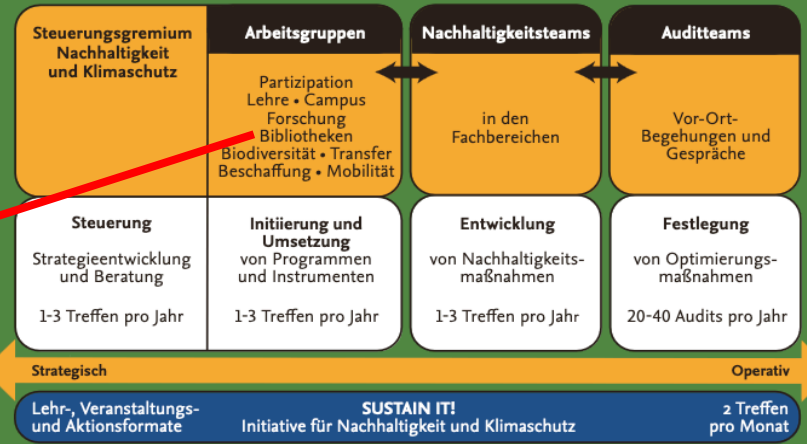 Steuerungsgremium
Nachhaltigkeit
und Klimaschutz
Arbeitsgruppen
Partizipation
Lehre • Campus
Forschung
Bibliotheken
Biodiversität • Transfer
Beschaffung • Mobilität
Nachhaltigkeitsteams
in den
Fachbereichen
Auditteams
Vor-Ort-
Begehungen und
Gespräche
Steuerung
Strategieentwicklung
und Beratung
1-3 Treffen pro Jahr
Initiierung und
Umsetzung
von Programmen
und Instrumenten
1-3 Treffen pro Jahr
Entwicklung
von Nachhaltigkeits-
maßnahmen
1-3 Treffen pro Jahr
Festlegung
von Optimierungs-
maßnahmen
20-40 Audits pro Jahr
Strategisch
Operativ
Lehr-, Veranstaltungs-
und Aktionsformate
SUSTAIN IT!
Initiative für Nachhaltigkeit und Klimaschutz
2 Treffen
pro Monat